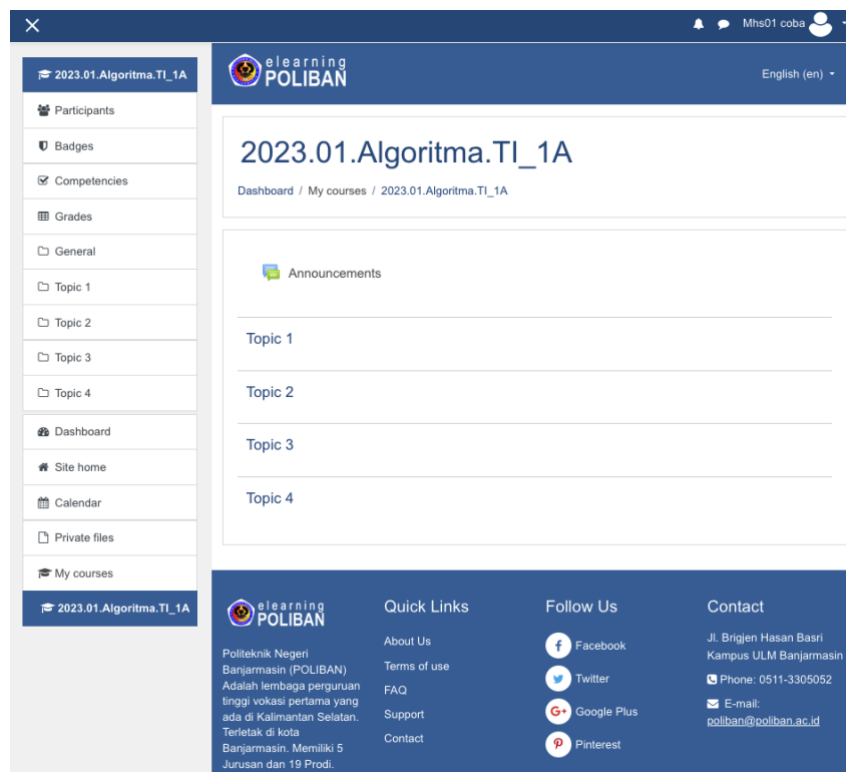 Mhs01 coba
2023.01.Algoritma.TI_1A
Participants
Badges
Competencies
Grades
General
Topic 1
Topic 2
Topic 3
Topic 4
Dashboard
Site home
Calendar
Private files
My courses
2023.01.Algoritma.TI_1A
elearning
POLIBAN
English (en)
2023.01.Algoritma.TI_1A
Dashboard / My courses / 2023.01.Algoritma.TI_1A
Announcements
Topic 1
Topic 2
Topic 3
Topic 4
elearning
POLIBAN
Politeknik Negeri
Banjarmasin (POLIBAN)
Adalah lembaga perguruan
tinggi vokasi pertama yang
ada di Kalimantan Selatan.
Terletak di kota
Banjarmasin. Memiliki 5
Jurusan dan 19 Prodi.
Quick Links
About Us
Terms of use
FAQ
Support
Contact
Follow Us
Facebook
Twitter
G+ Google Plus
Pinterest
Contact
Jl. Brigjen Hasan Basri
Kampus ULM Banjarmasin
Phone: 0511-3305052
E-mail:
poliban@poliban.ac.id